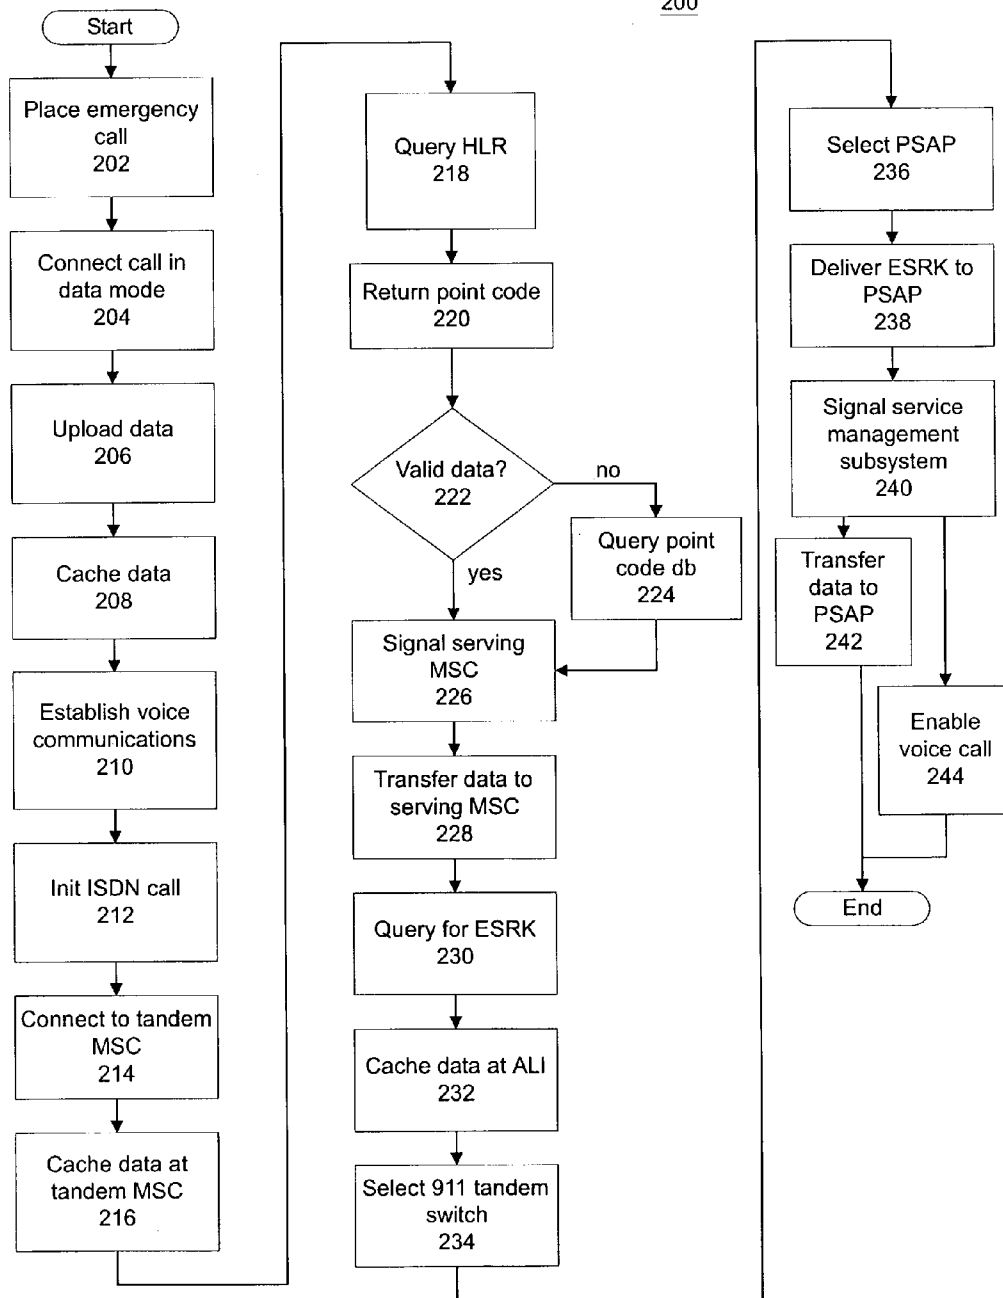 200
Start
Place emergency
call
202
Connect call in
data mode
204
Upload data
206
Cache data
208
Establish voice
communications
210
Init ISDN call
212
Connect to tandem
MSC
214
Cache data at
tandem MSC
216
Query HLR
218
Return point code
220
Valid data?
222
no
yes
Query point
code db
224
Signal serving
MSC
226
Transfer data to
serving MSC
228
Query for ESRK
230
Cache data at ALI
232
Select 911 tandem
switch
234
Select PSAP
236
Deliver ESRK to
PSAP
238
Signal service
management
subsystem
240
Transfer
data to
PSAP
242
Enable
voice call
244
End